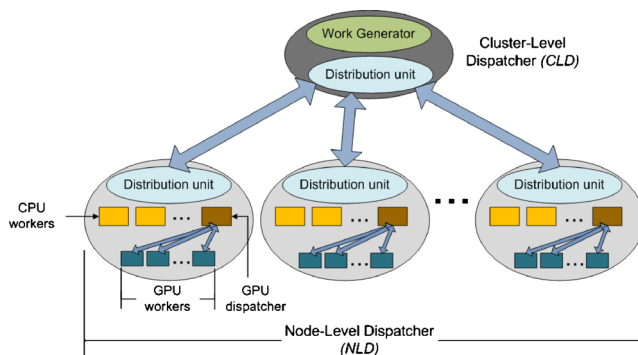 Work Generator
Cluster-Level
Dispatcher (CLD)
Distribution unit
Distribution unit
Distribution unit
Distribution unit
CPU
workers
...
...
...
...
...
...
...
GPU
workers
GPU
dispatcher
Node-Level Dispatcher
(NLD)